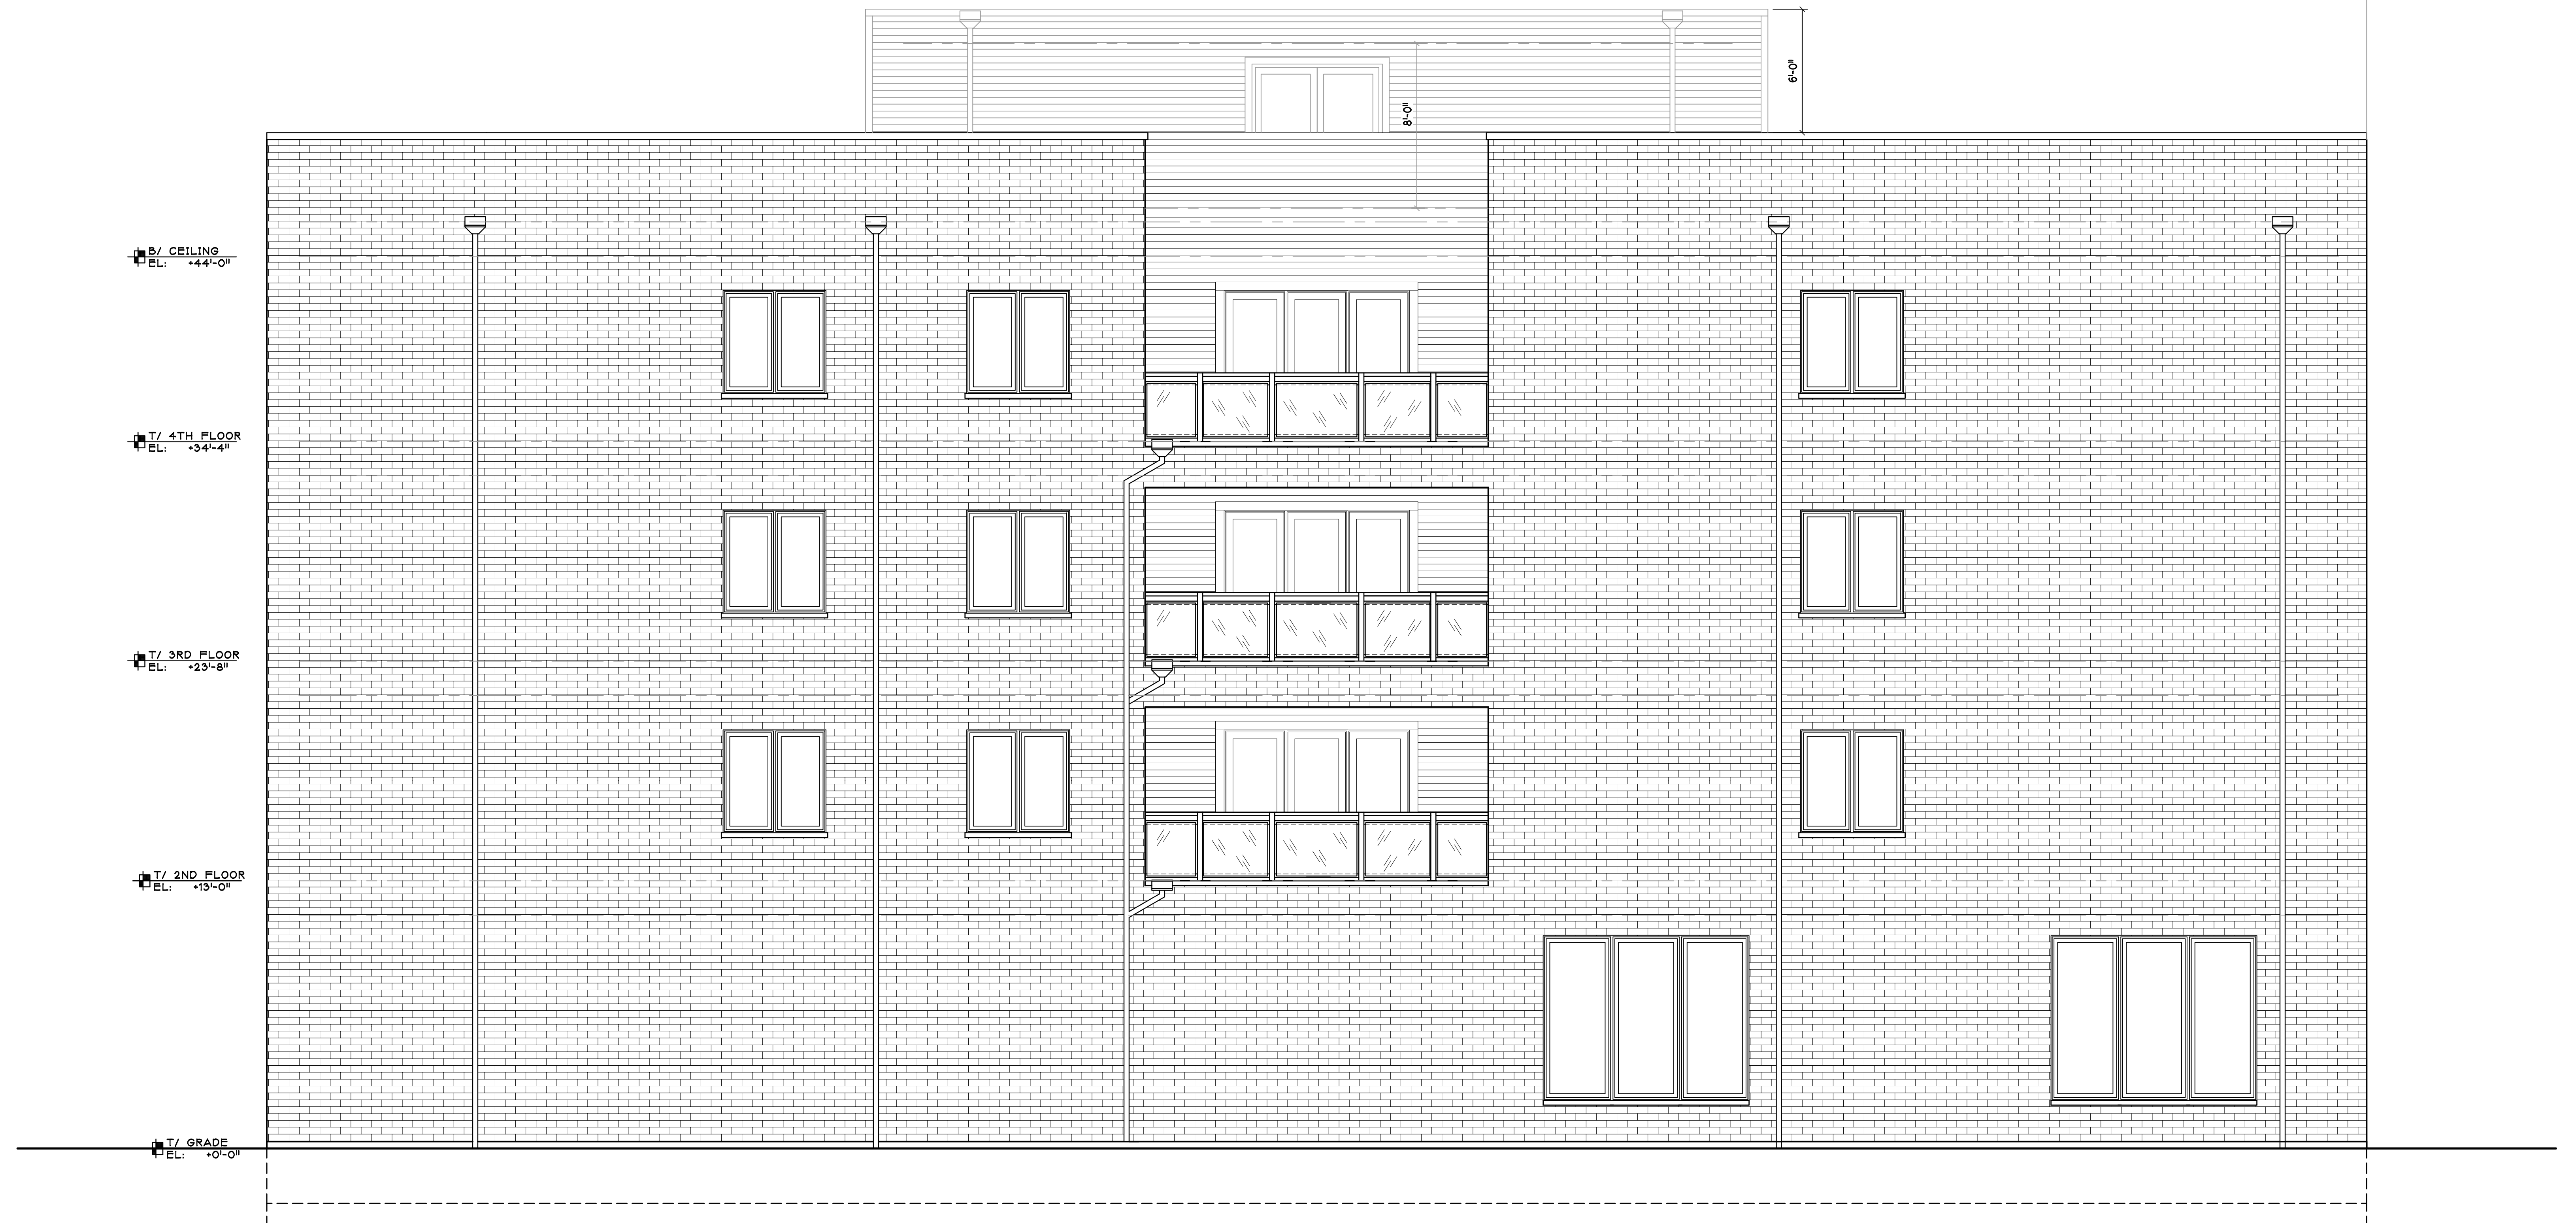 6'-0"
8'-0"
B/ CEILING
EL: +44'-0"
T/ 4TH FLOOR
EL: +34'-4"
T/ 3RD FLOOR
EL: +23'-8"
T/ 2ND FLOOR
EL: +13'-0"
T/ GRADE
EL: +0'-0"